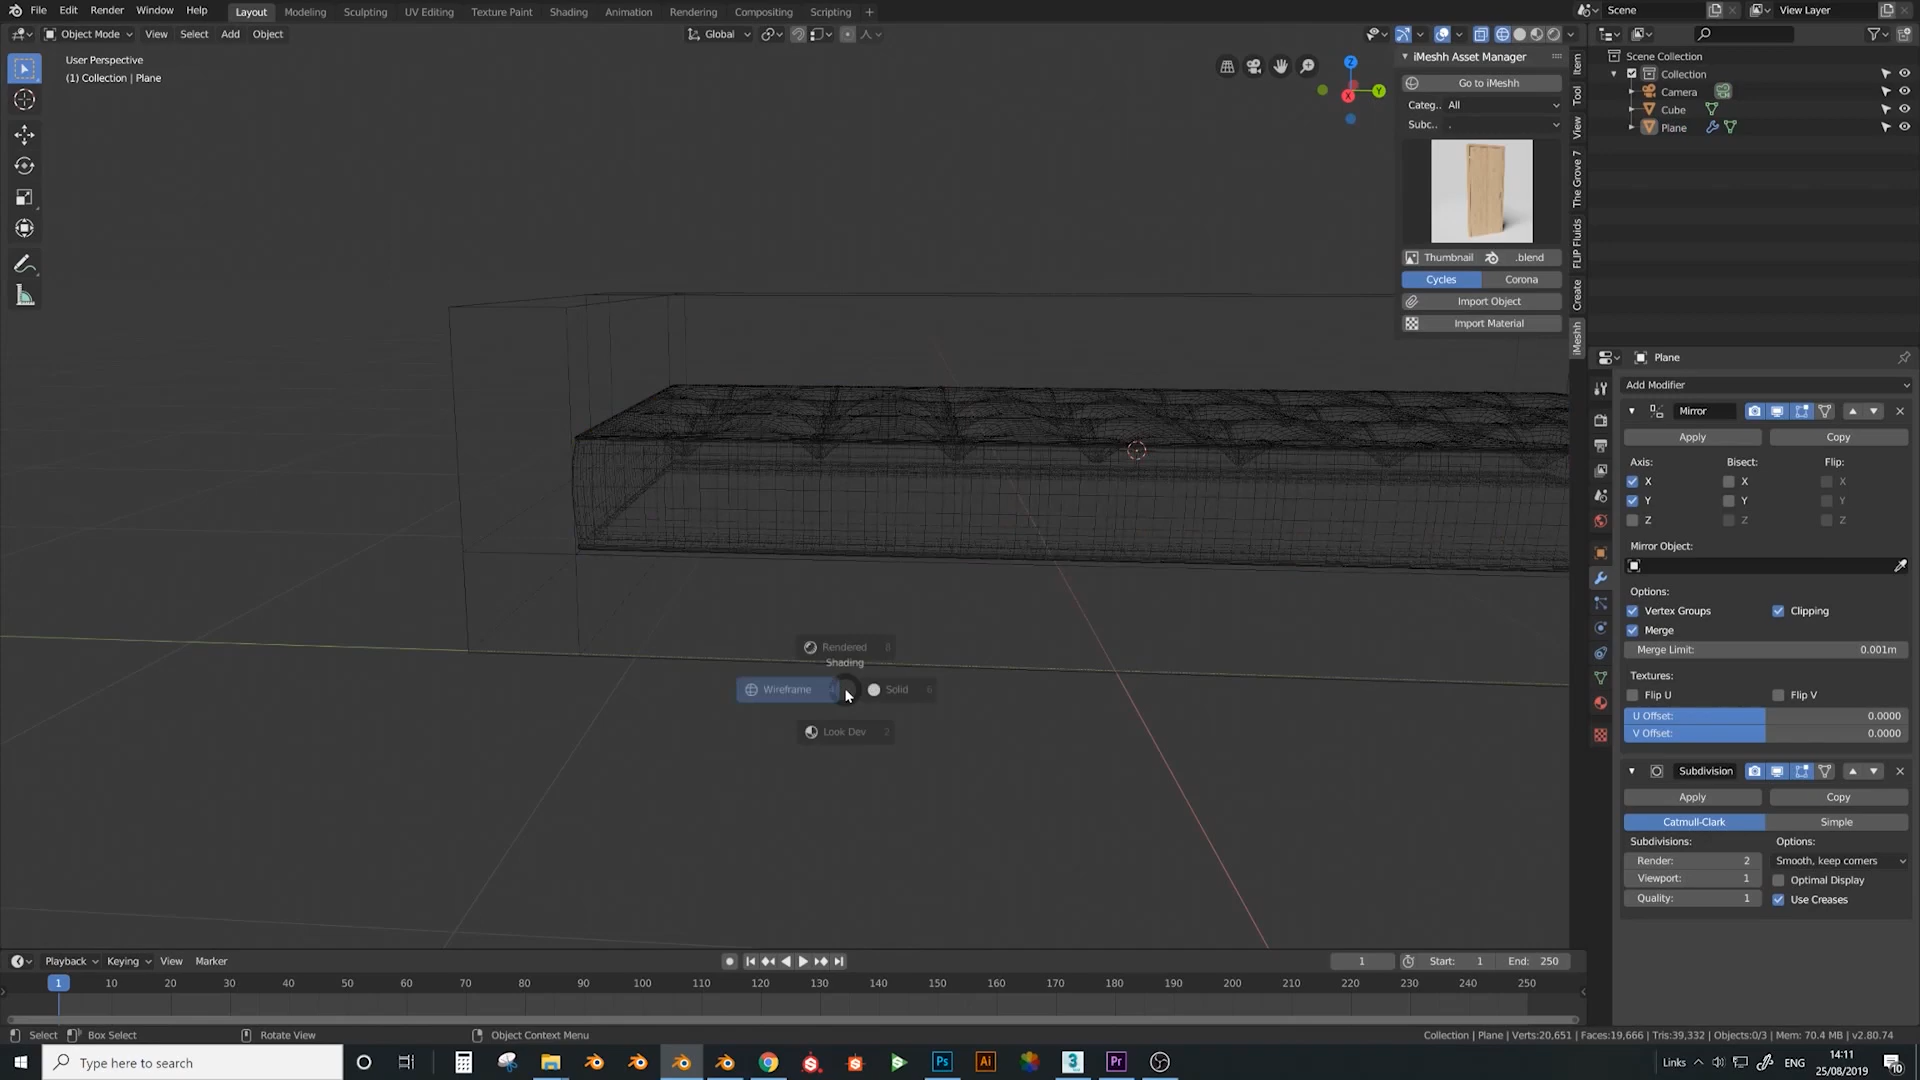 File Edit Render Window Help Layout Modeling Sculpting UV Editing Texture Paint Shading Animation Rendering Compositing Scripting + Scene View Layer
Object Mode View Select Add Object Global
User Perspective
(1) Collection | Plane
iMeshh Asset Manager
Go to iMeshh
Categ.. All
Subc.. .
Thumbnail .blend
Cycles Corona
Import Object
Import Material
Item
Tool
View
The Grove 7
FLIP Fluids
Create
iMeshh
X Y Z
Scene Collection
Collection
Camera
Cube
Plane
Plane
Add Modifier
Mirror
Apply Copy
Axis: Bisect: Flip:
X X X
Y Y Y
Z Z Z
Mirror Object:
Options:
Vertex Groups Clipping
Merge
Merge Limit: 0.001m
Textures:
Flip U Flip V
U Offset: 0.0000
V Offset: 0.0000
Subdivision
Apply Copy
Catmull-Clark Simple
Subdivisions: Options:
Render: 2 Smooth, keep corners
Viewport: 1 Optimal Display
Quality: 1 Use Creases
Rendered 8
Shading
Wireframe 4 Solid 6
Look Dev 2
Playback Keying View Marker 1 Start: 1 End: 250
1 10 20 30 40 50 60 70 80 90 100 110 120 130 140 150 160 170 180 190 200 210 220 230 240 250
Select Box Select Rotate View Object Context Menu Collection | Plane | Verts:20,651 | Faces:19,666 | Tris:39,332 | Objects:0/3 | Mem: 70.4 MB | v2.80.74
Type here to search Ps Ai 3 Pr Links ENG 14:11
25/08/2019 10